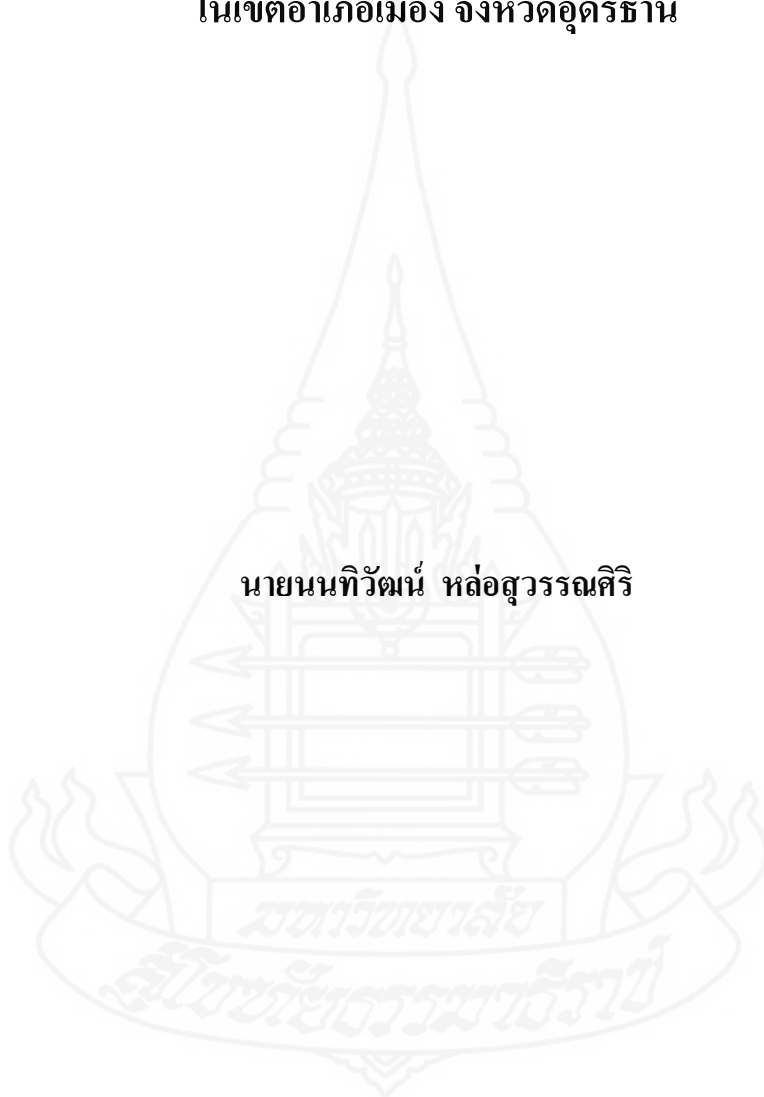 ในเขตอำเภอเมือง จังหวัดอุดรธานี
นายนนทิวัฒน์ หล่อสุวรรณศิริ
มหาวิทยาลัย
สุโขทัยธรรมาธิราช